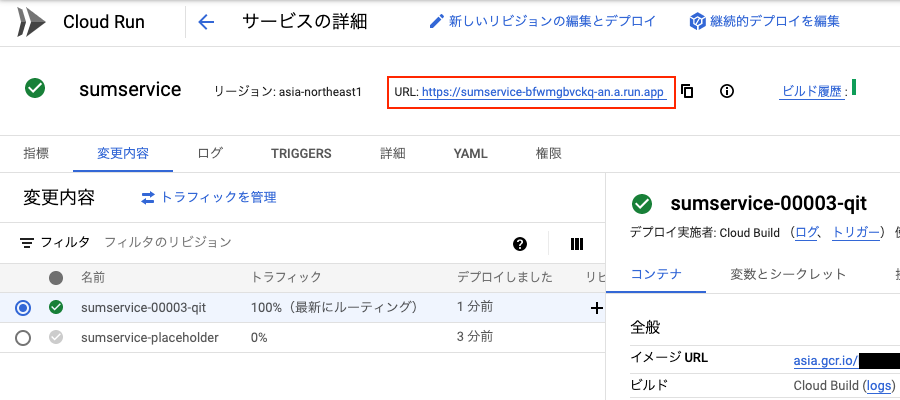 Cloud Run サービスの詳細 新しいリビジョンの編集とデプロイ 継続的デプロイを編集
sumservice リージョン: asia-northeast1 URL: https://sumservice-bfwmgbvckq-an.a.run.app ビルド履歴 :
指標 変更内容 ログ TRIGGERS 詳細 YAML 権限
変更内容 トラフィックを管理
フィルタ フィルタのリビジョン
名前 トラフィック デプロイしました リビ
sumservice-00003-qit 100%（最新にルーティング） 1 分前
sumservice-placeholder 0% 3 分前
sumservice-00003-qit
デプロイ実施者: Cloud Build （ログ、トリガー）
コンテナ 変数とシークレット
全般
イメージ URL asia.gcr.io/
ビルド Cloud Build (logs)